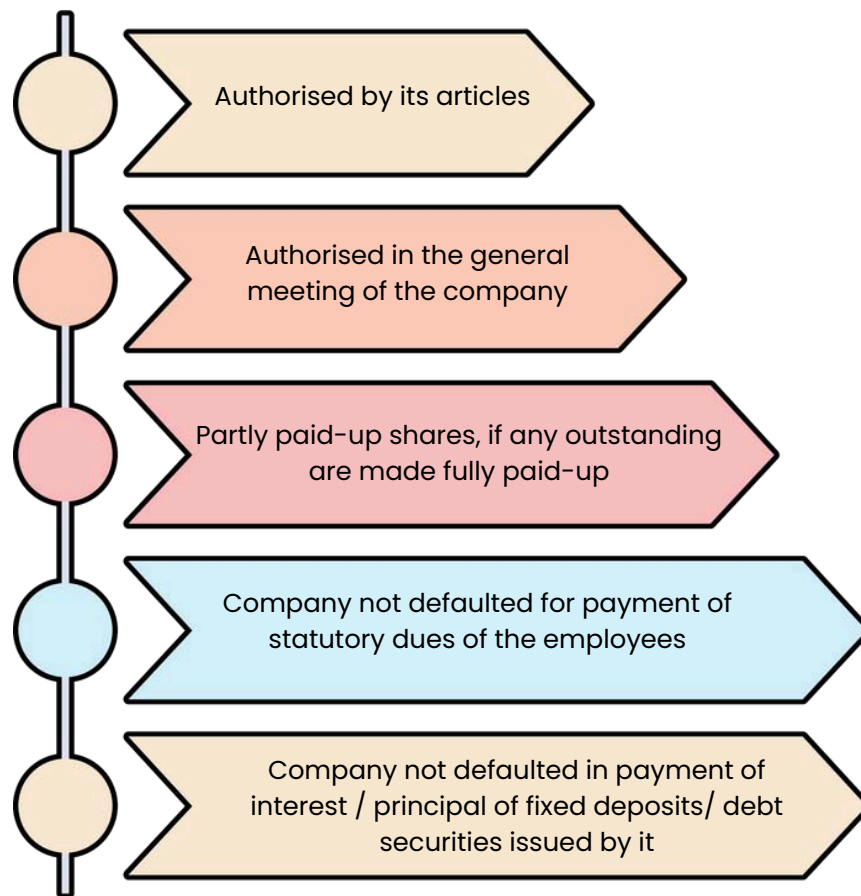 Authorised by its articles
Authorised in the general
meeting of the company
Partly paid-up shares, if any outstanding
are made fully paid-up
Company not defaulted for payment of
statutory dues of the employees
Company not defaulted in payment of
interest / principal of fixed deposits/ debt
securities issued by it